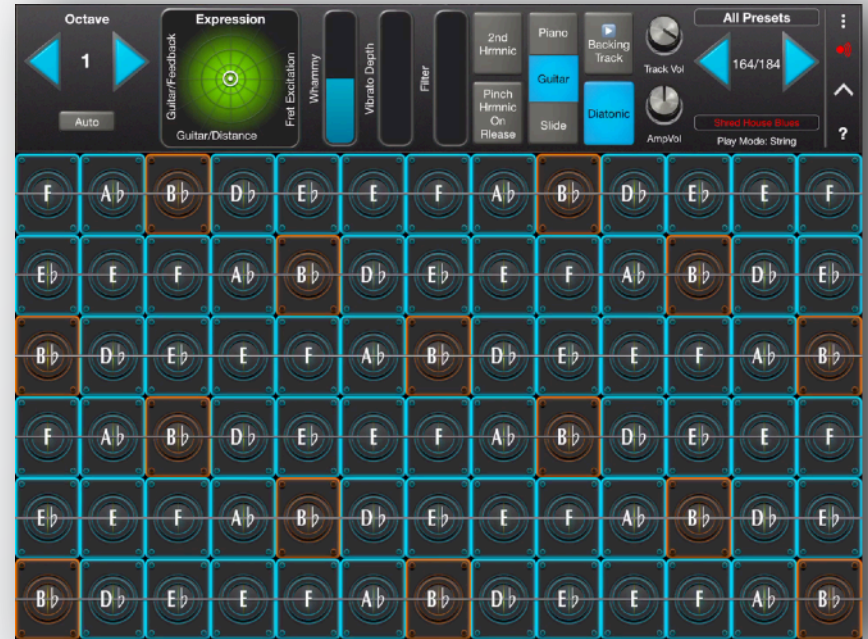 Octave
1
Auto
Expression
Guitar/Feedback
Fret Excitation
Guitar/Distance
Whammy
Vibrato Depth
Filter
2nd
Hrmnic
Pinch
Hrmnic
On
Rlease
Piano
Guitar
Slide
Backing
Track
Diatonic
Track Vol
AmpVol
All Presets
164/184
Shred House Blues
Play Mode: String
?
F A♭ B♭ D♭ E♭ E F A♭ B♭ D♭ E♭ E F
E♭ E F A♭ B♭ D♭ E♭ E F A♭ B♭ D♭ E♭
B♭ D♭ E♭ E F A♭ B♭ D♭ E♭ E F A♭ B♭
F A♭ B♭ D♭ E♭ E F A♭ B♭ D♭ E♭ E F
E♭ E F A♭ B♭ D♭ E♭ E F A♭ B♭ D♭ E♭
B♭ D♭ E♭ E F A♭ B♭ D♭ E♭ E F A♭ B♭